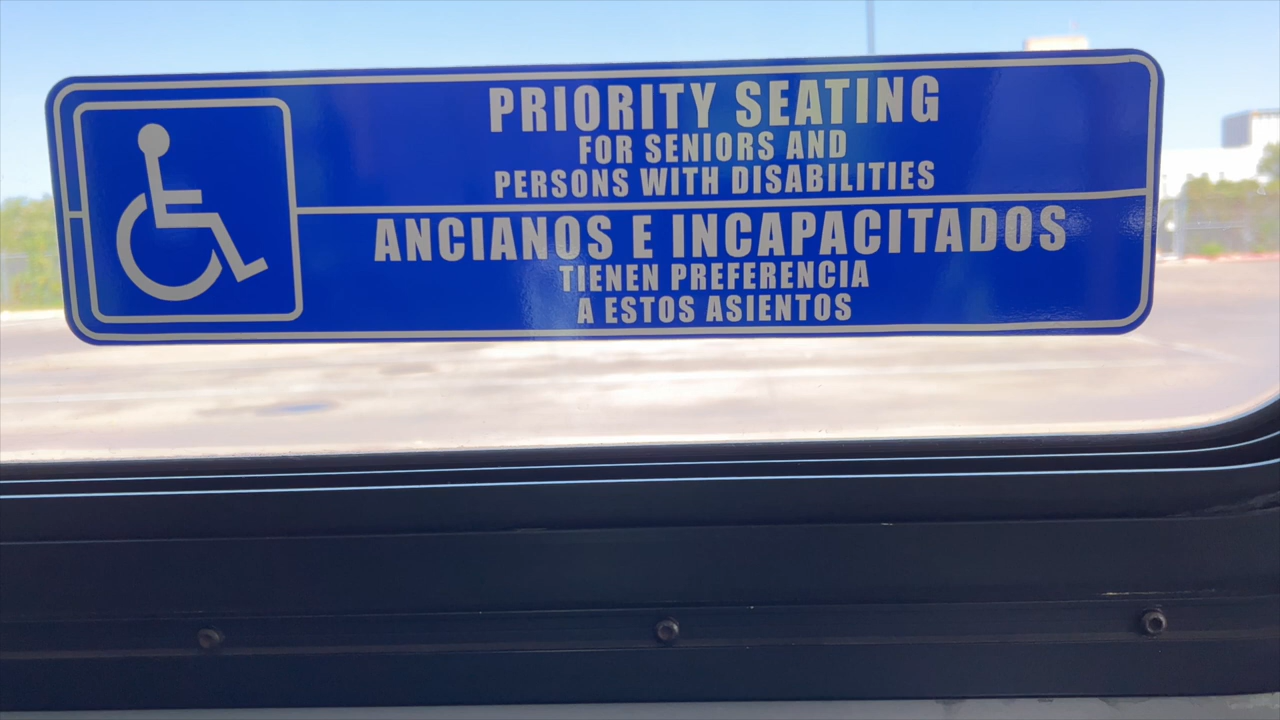 PRIORITY SEATING
FOR SENIORS AND
PERSONS WITH DISABILITIES
ANCIANOS E INCAPACITADOS
TIENEN PREFERENCIA
A ESTOS ASIENTOS